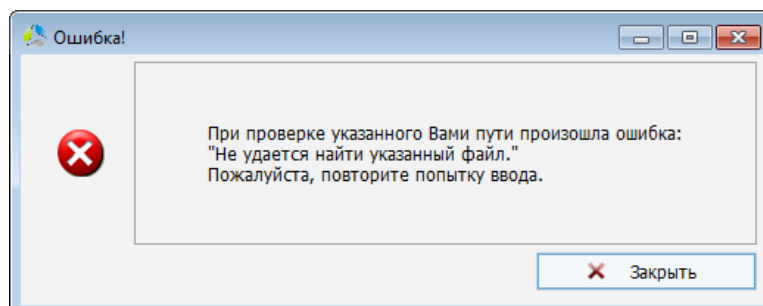 Ошибка!
При проверке указанного Вами пути произошла ошибка:
"Не удается найти указанный файл."
Пожалуйста, повторите попытку ввода.
Закрыть